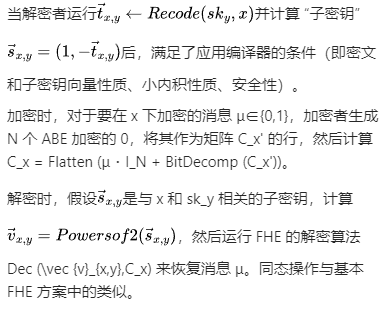 当解密者运行$\vec{t}_{x,y} \leftarrow Recode(sk_y, x)$并计算 “子密钥”
$\vec{s}_{x,y} = (1, -\vec{t}_{x,y})$后，满足了应用编译器的条件（即密文
和子密钥向量性质、小内积性质、安全性）。
加密时，对于要在 x 下加密的消息 μ∈{0,1}，加密者生成
N 个 ABE 加密的 0，将其作为矩阵 C_x' 的行，然后计算
C_x = Flatten (μ・I_N + BitDecomp (C_x'))。
解密时，假设$\vec{s}_{x,y}$是与 x 和 sk_y 相关的子密钥，计算
$\vec{v}_{x,y} = Powersof2(\vec{s}_{x,y})$，然后运行 FHE 的解密算法
Dec (\vec {v}_{x,y},C_x) 来恢复消息 μ。同态操作与基本
FHE 方案中的类似。